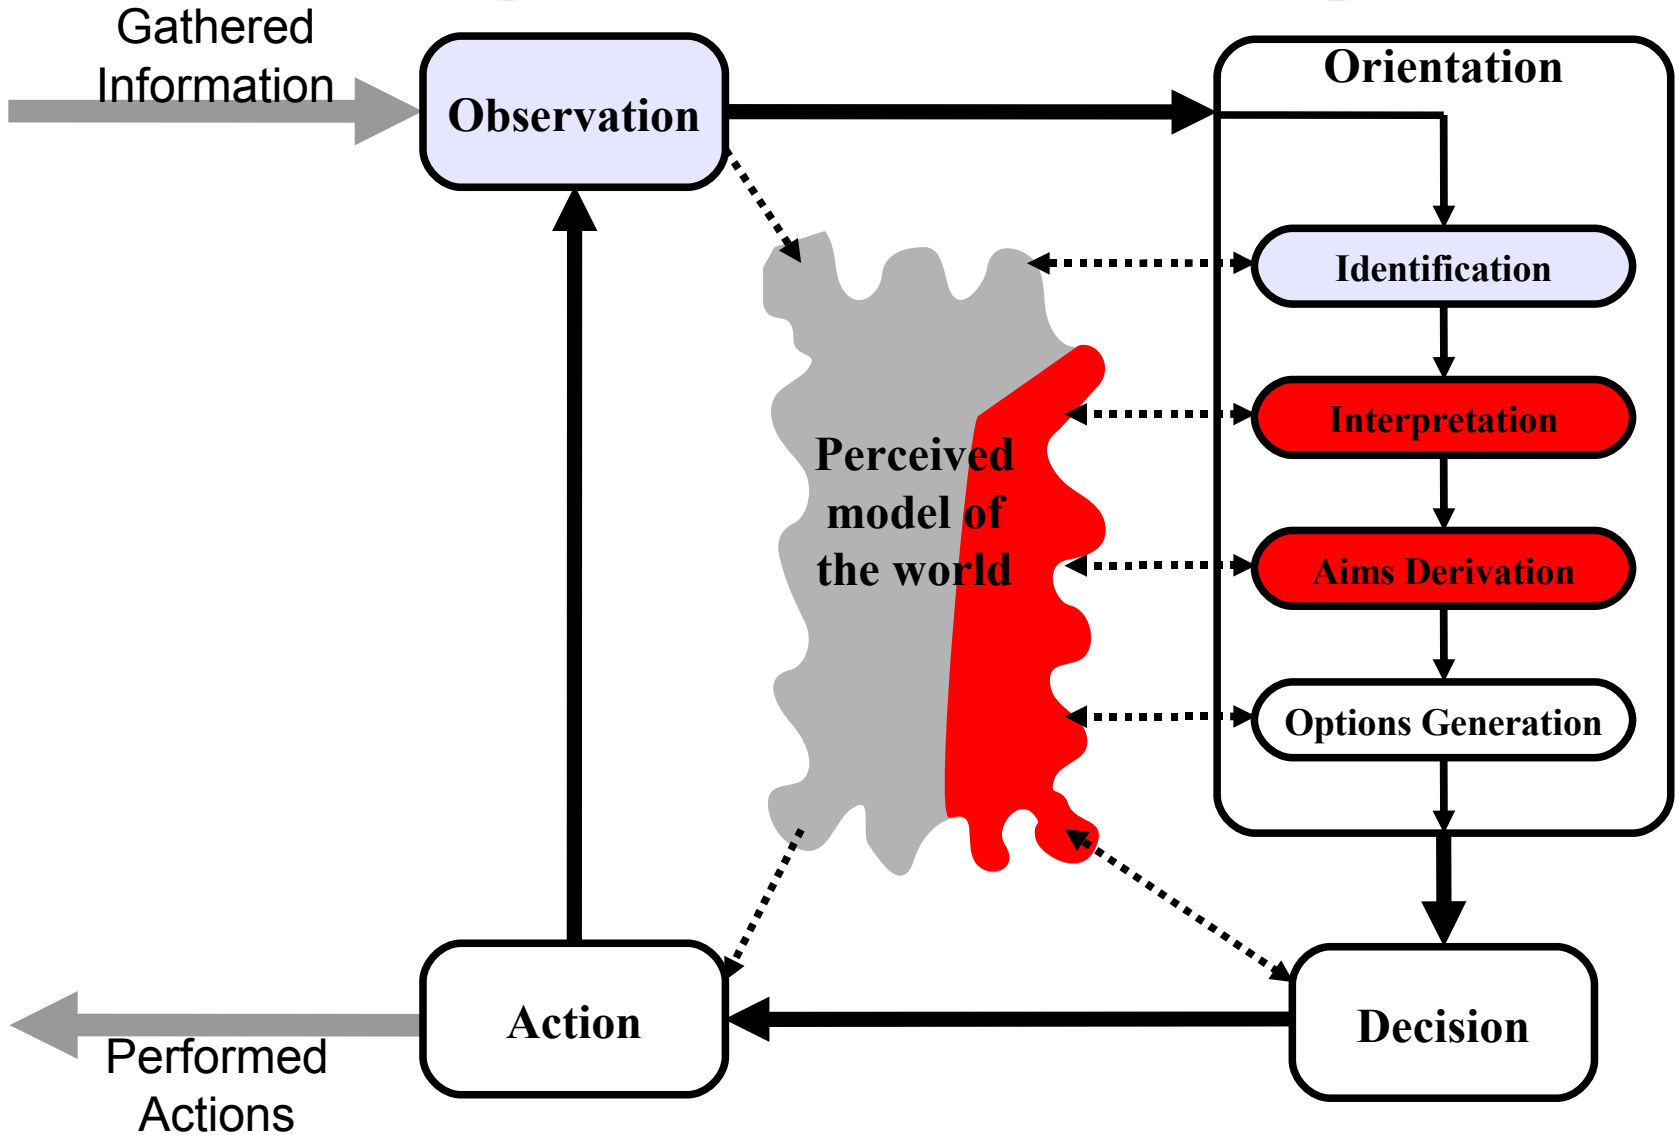 Gathered
Information
Observation
Orientation
Identification
Interpretation
Aims Derivation
Options Generation
Perceived
model of
the world
Action
Decision
Performed
Actions